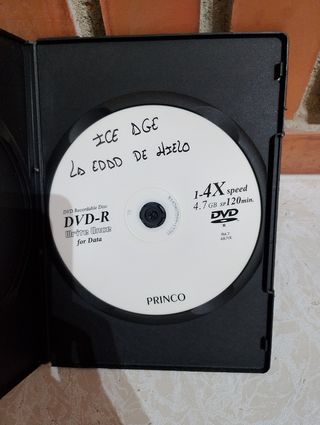 ICE AGE
LA EDAD DE HIELO
DVD Recordable Disc
DVD-R
Write Once
for Data
1-4X speed
4.7 GB SP 120min.
DVD
R
PRINCO